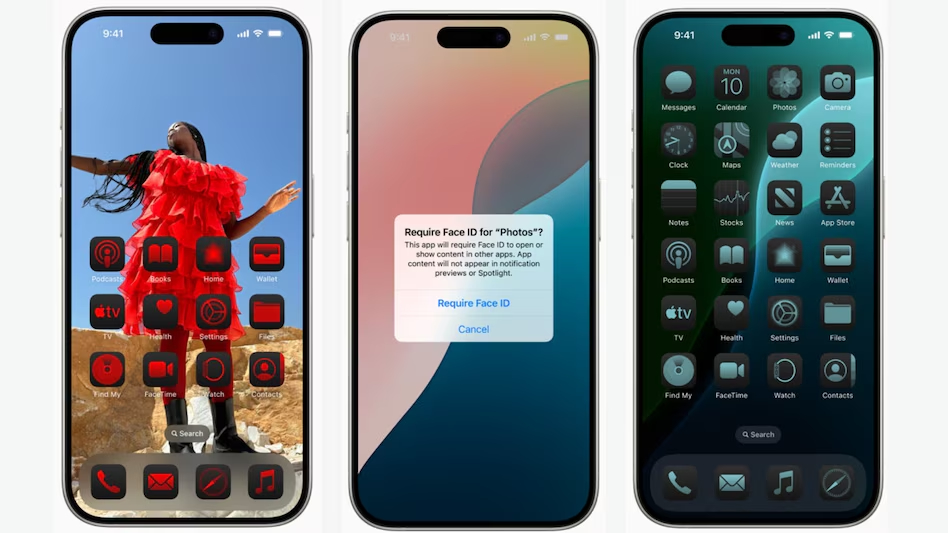 9:41
Podcasts Books Home Wallet
tv
TV Health Settings Files
Find My FaceTime Watch Contacts
Search
9:41
Require Face ID for “Photos”?
This app will require Face ID to open or
show content in other apps. App
content will not appear in notification
previews or Spotlight.
Require Face ID
Cancel
9:41
MON
10
Messages Calendar Photos Camera
Clock Maps Weather Reminders
Notes Stocks News App Store
Podcasts Books Home Wallet
tv
TV Health Settings Files
Find My FaceTime Watch Contacts
Search